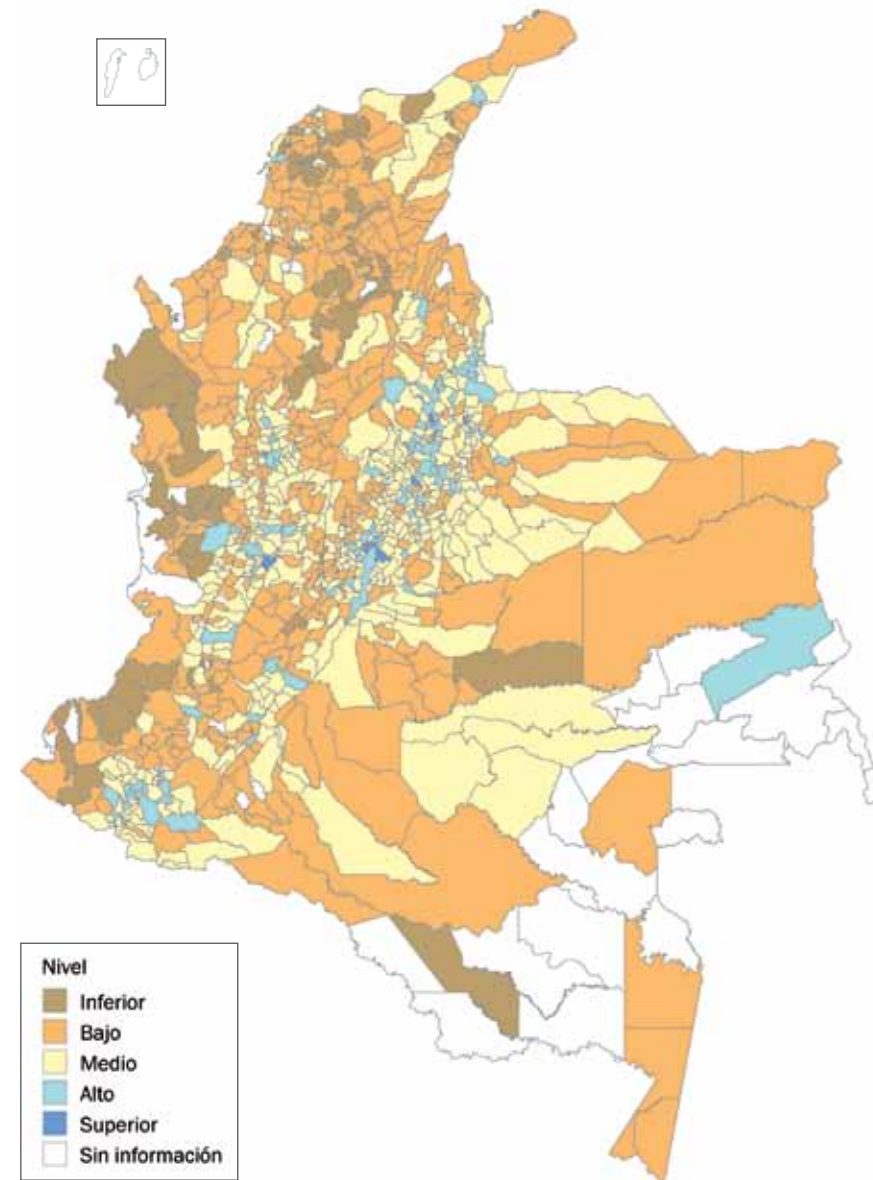 Nivel
Inferior
Bajo
Medio
Alto
Superior
Sin información